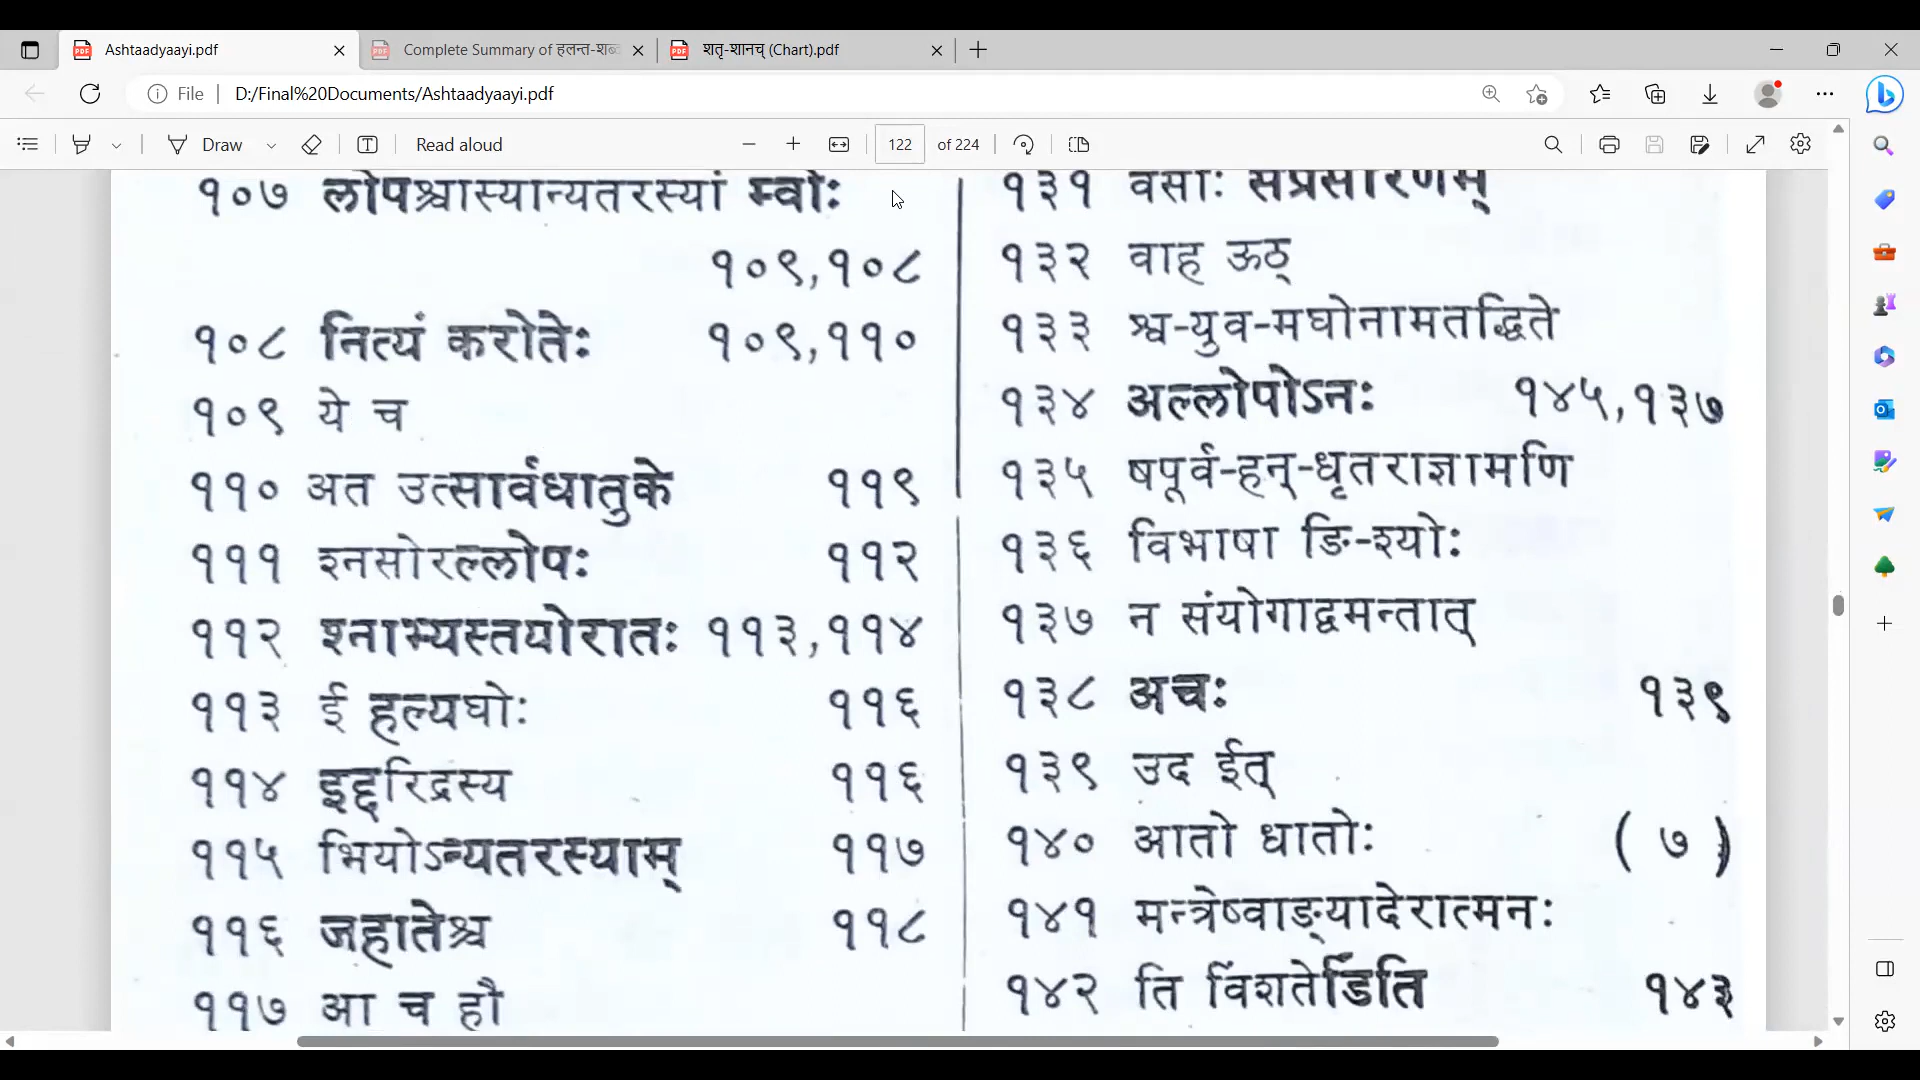 Ashtaadyaayi.pdf
Complete Summary of हलन्त-शब्द
शतृ-शानच् (Chart).pdf
File
D:/Final%20Documents/Ashtaadyaayi.pdf
Draw
Read aloud
122 of 224
१०७ लोपश्चास्यान्यतरस्यां म्वोः
१०९,१०८
१०८ नित्यं करोतेः १०९,११०
१०९ ये च
११० अत उत्सार्वधातुके ११९
१११ श्नसोरल्लोपः ११२
११२ श्नाभ्यस्तयोरातः ११३,११४
११३ ई हल्यघोः ११६
११४ इद्दरिद्रस्य ११६
११५ भियोऽन्यतरस्याम् ११७
११६ जहातेश्च ११८
११७ आ च हौ
१३१ वसोः संप्रसारणम्
१३२ वाह ऊठ्
१३३ श्व-युव-मघोनामतद्धिते
१३४ अल्लोपोऽनः १४५,१३७
१३५ षपूर्व-हन्-धृतराज्ञामणि
१३६ विभाषा ङि-श्योः
१३७ न संयोगाद्वमन्तात्
१३८ अचः १३९
१३९ उद ईत्
१४० आतो धातोः ( ७ )
१४१ मन्त्रेष्वाङ्यादेरात्मनः
१४२ ति विंशतेर्डिति १४३